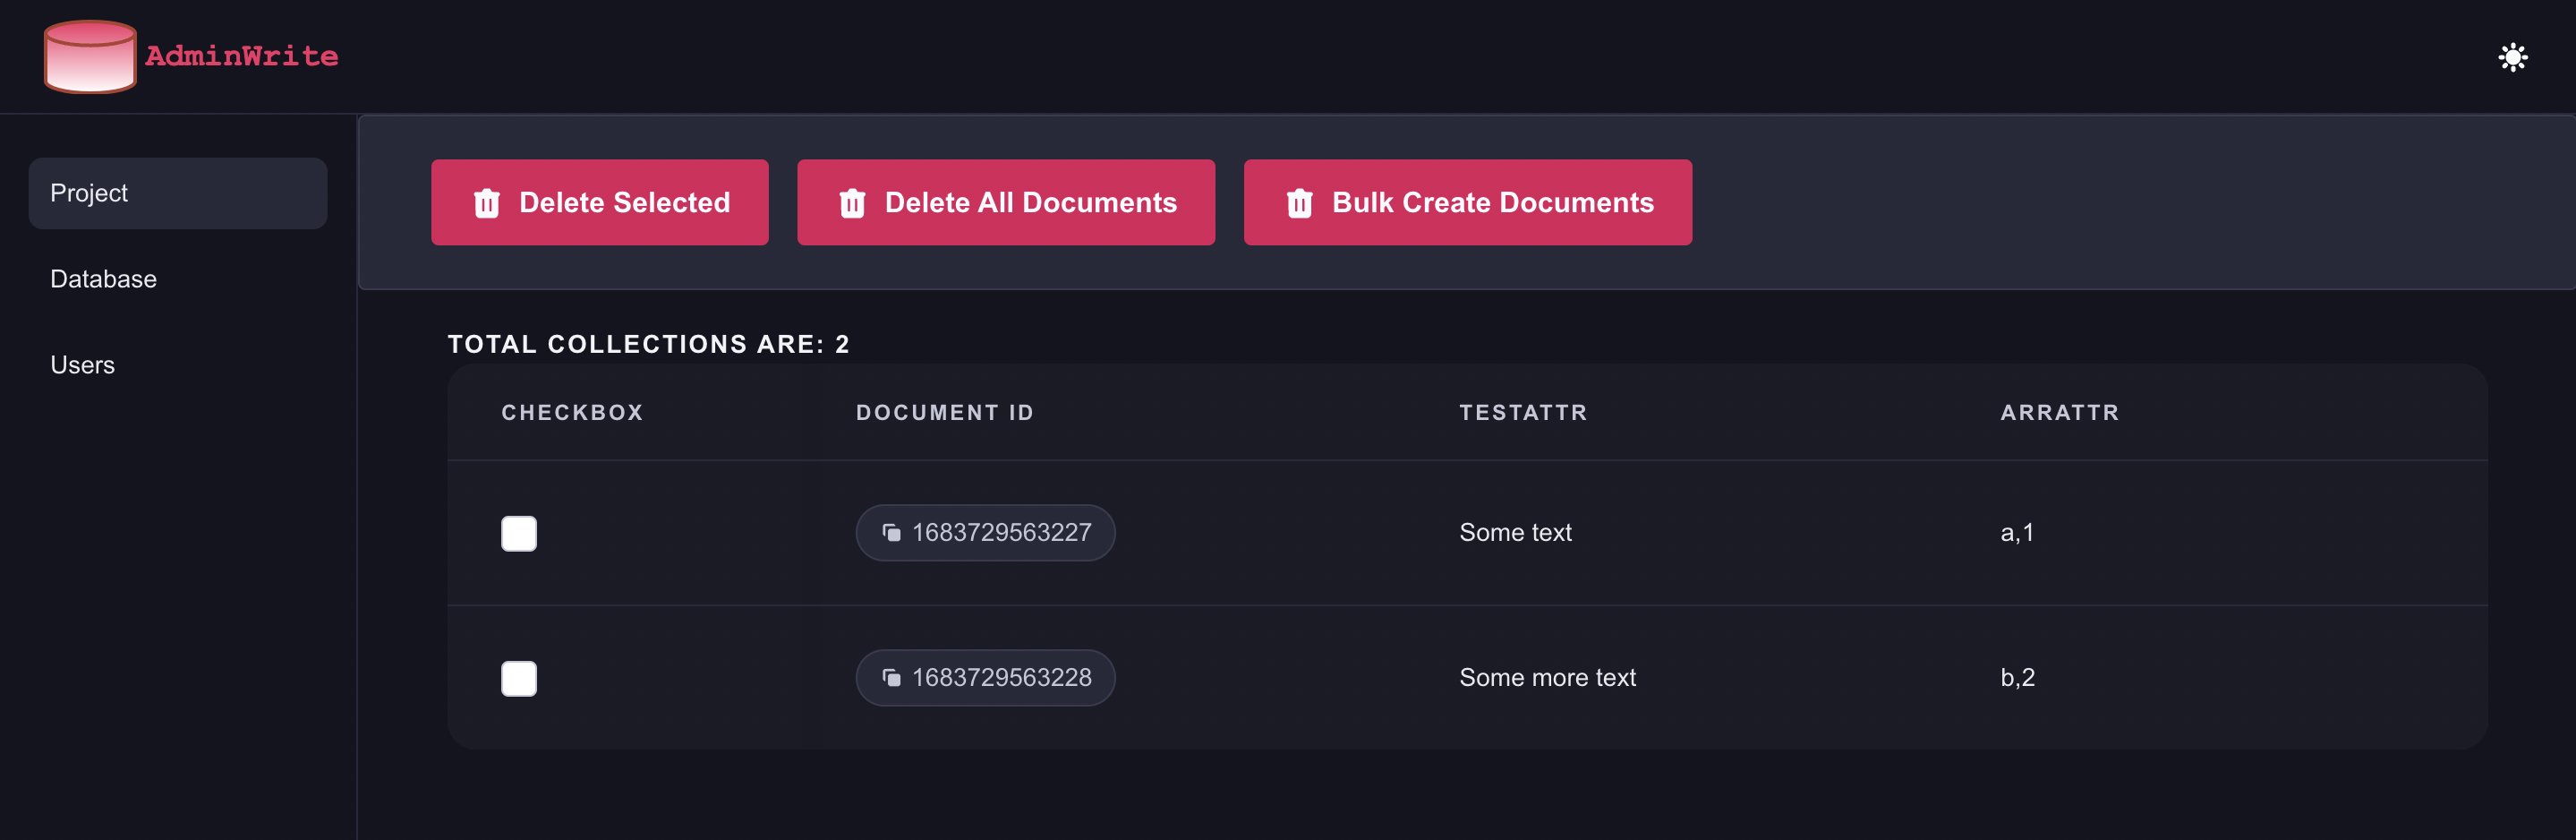 AdminWrite
Project
Database
Users
Delete Selected
Delete All Documents
Bulk Create Documents
TOTAL COLLECTIONS ARE: 2
CHECKBOX DOCUMENT ID TESTATTR ARRATTR
1683729563227 Some text a,1
1683729563228 Some more text b,2